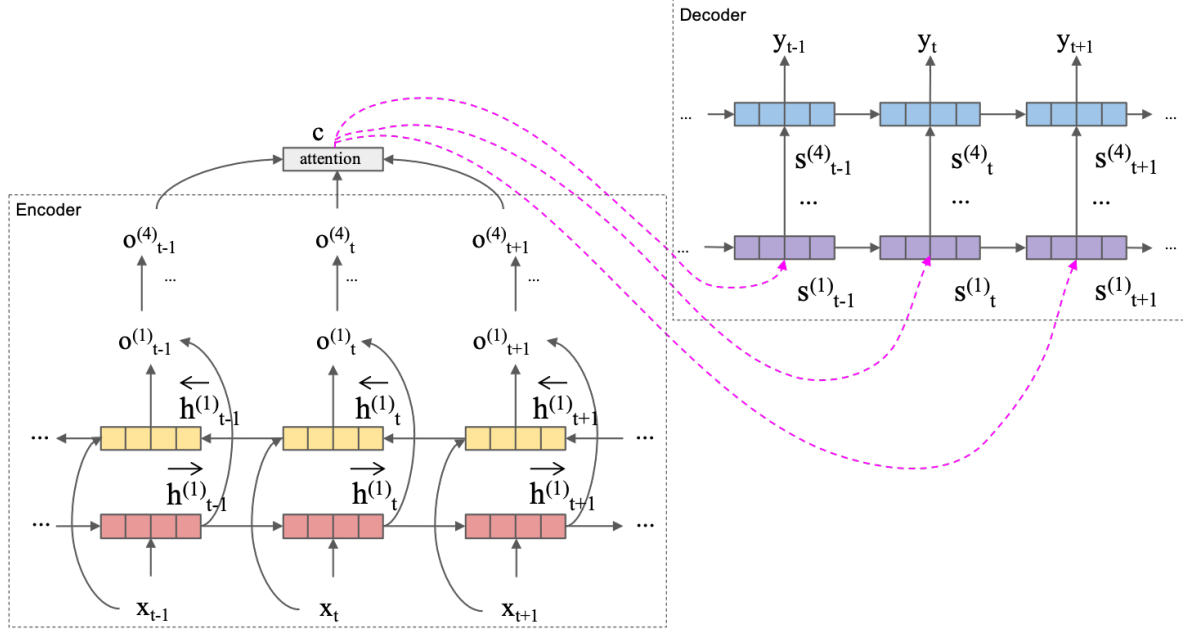 Decoder
y_{t-1} y_t y_{t+1}
... ...
s^{(4)}_{t-1} s^{(4)}_t s^{(4)}_{t+1}
... ... ...
... ...
s^{(1)}_{t-1} s^{(1)}_t s^{(1)}_{t+1}
c
attention
Encoder
o^{(4)}_{t-1} o^{(4)}_t o^{(4)}_{t+1}
... ... ...
o^{(1)}_{t-1} o^{(1)}_t o^{(1)}_{t+1}
← ← ←
h^{(1)}_{t-1} h^{(1)}_t h^{(1)}_{t+1}
... ...
→ → →
h^{(1)}_{t-1} h^{(1)}_t h^{(1)}_{t+1}
... ...
x_{t-1} x_t x_{t+1}